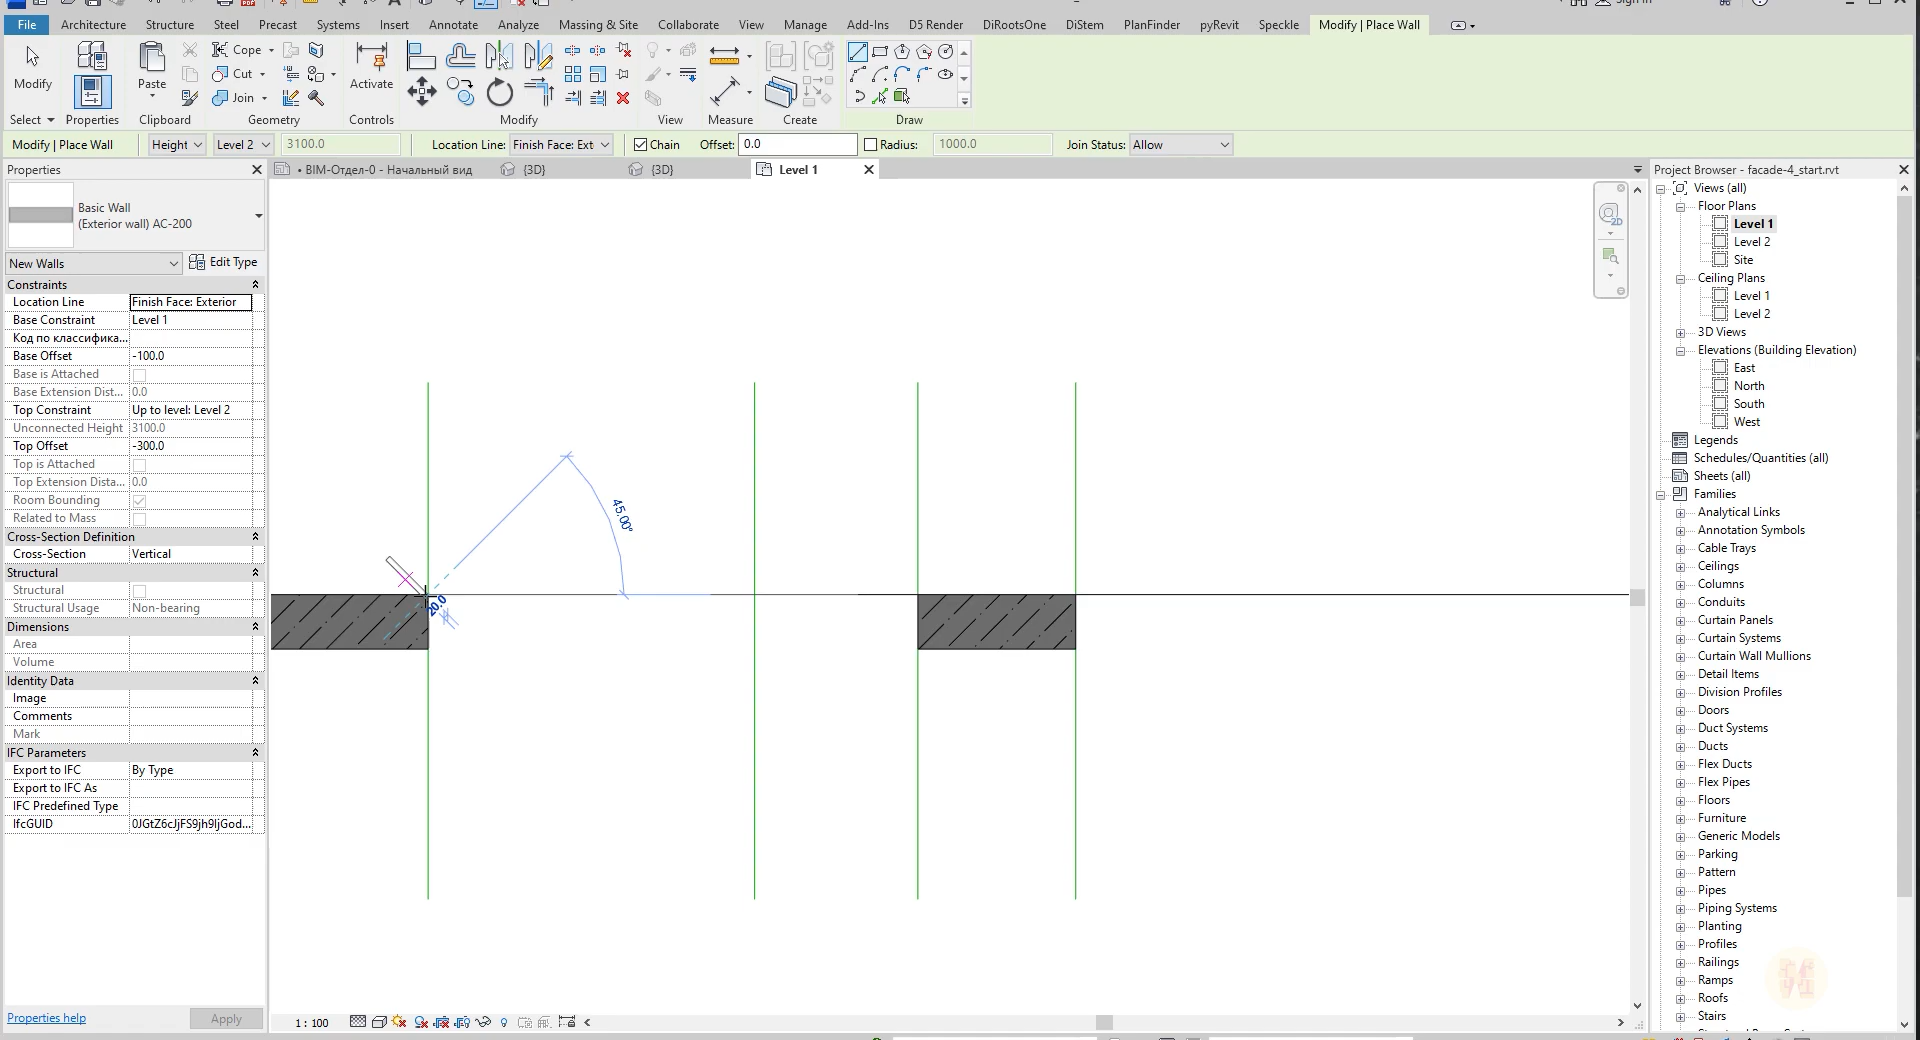 Sign in
File Architecture Structure Steel Precast Systems Insert Annotate Analyze Massing & Site Collaborate View Manage Add-Ins D5 Render DiRootsOne DiStem PlanFinder pyRevit Speckle Modify | Place Wall
Cope
Cut
Join
Modify
Paste
Activate
Select Properties Clipboard Geometry Controls Modify View Measure Create Draw
Modify | Place Wall Height Level 2 3100.0 Location Line: Finish Face: Ext Chain Offset: 0.0 Radius: 1000.0 Join Status: Allow
Properties
• BIM-Отдел-0 - Начальный вид
{3D}
{3D}
Level 1
Basic Wall
(Exterior wall) AC-200
New Walls Edit Type
Constraints
Location Line Finish Face: Exterior
Base Constraint Level 1
Код по классифика...
Base Offset -100.0
Base is Attached
Base Extension Dist... 0.0
Top Constraint Up to level: Level 2
Unconnected Height 3100.0
Top Offset -300.0
Top is Attached
Top Extension Dista... 0.0
Room Bounding
Related to Mass
Cross-Section Definition
Cross-Section Vertical
Structural
Structural
Structural Usage Non-bearing
Dimensions
Area
Volume
Identity Data
Image
Comments
Mark
IFC Parameters
Export to IFC By Type
Export to IFC As
IFC Predefined Type
IfcGUID 0JGtZ6cJjFS9jh9IjGod...
Properties help Apply
45.00°
20.0
2D
1 : 100
Project Browser - facade-4_start.rvt
Views (all)
Floor Plans
Level 1
Level 2
Site
Ceiling Plans
Level 1
Level 2
3D Views
Elevations (Building Elevation)
East
North
South
West
Legends
Schedules/Quantities (all)
Sheets (all)
Families
Analytical Links
Annotation Symbols
Cable Trays
Ceilings
Columns
Conduits
Curtain Panels
Curtain Systems
Curtain Wall Mullions
Detail Items
Division Profiles
Doors
Duct Systems
Ducts
Flex Ducts
Flex Pipes
Floors
Furniture
Generic Models
Parking
Pattern
Pipes
Piping Systems
Planting
Profiles
Railings
Ramps
Roofs
Stairs